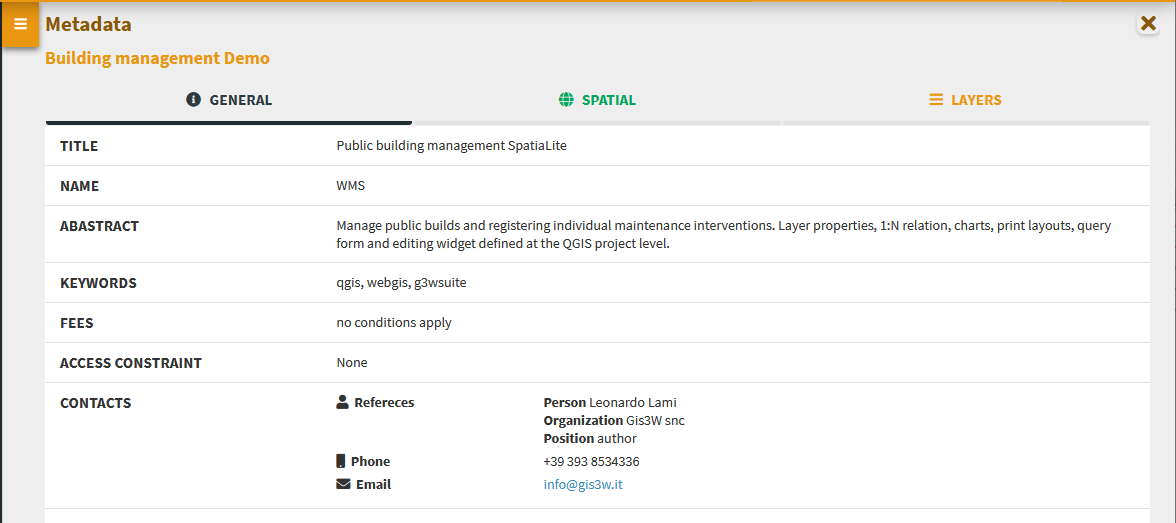 Metadata
Building management Demo
GENERAL
SPATIAL
LAYERS
TITLE
Public building management SpatiaLite
NAME
WMS
ABASTRACT
Manage public builds and registering individual maintenance interventions. Layer properties, 1:N relation, charts, print layouts, query
form and editing widget defined at the QGIS project level.
KEYWORDS
qgis, webgis, g3wsuite
FEES
no conditions apply
ACCESS CONSTRAINT
None
CONTACTS
Refereces
Person Leonardo Lami
Organization Gis3W snc
Position author
Phone
+39 393 8534336
Email
info@gis3w.it